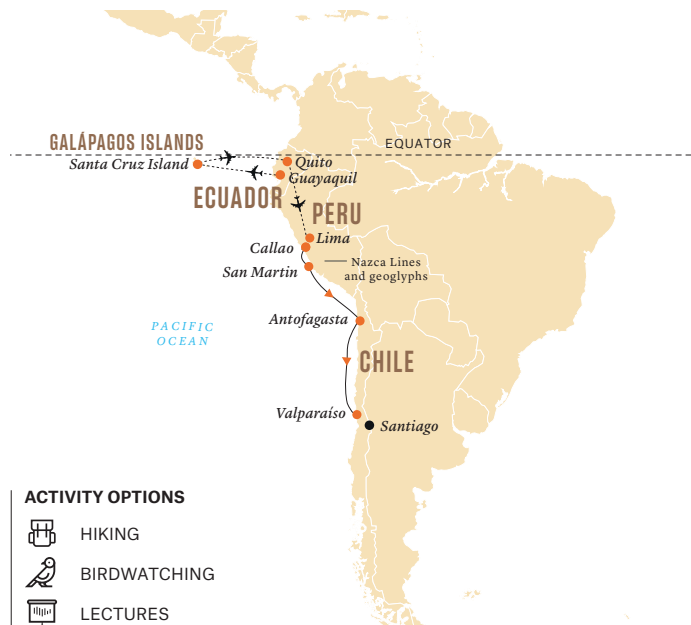 EQUATOR
GALÁPAGOS ISLANDS
Santa Cruz Island
Quito
Guayaquil
ECUADOR
PERU
Lima
Callao
Nazca Lines
and geoglyphs
San Martin
PACIFIC
OCEAN
Antofagasta
CHILE
Valparaíso
Santiago
ACTIVITY OPTIONS
HIKING
BIRDWATCHING
LECTURES